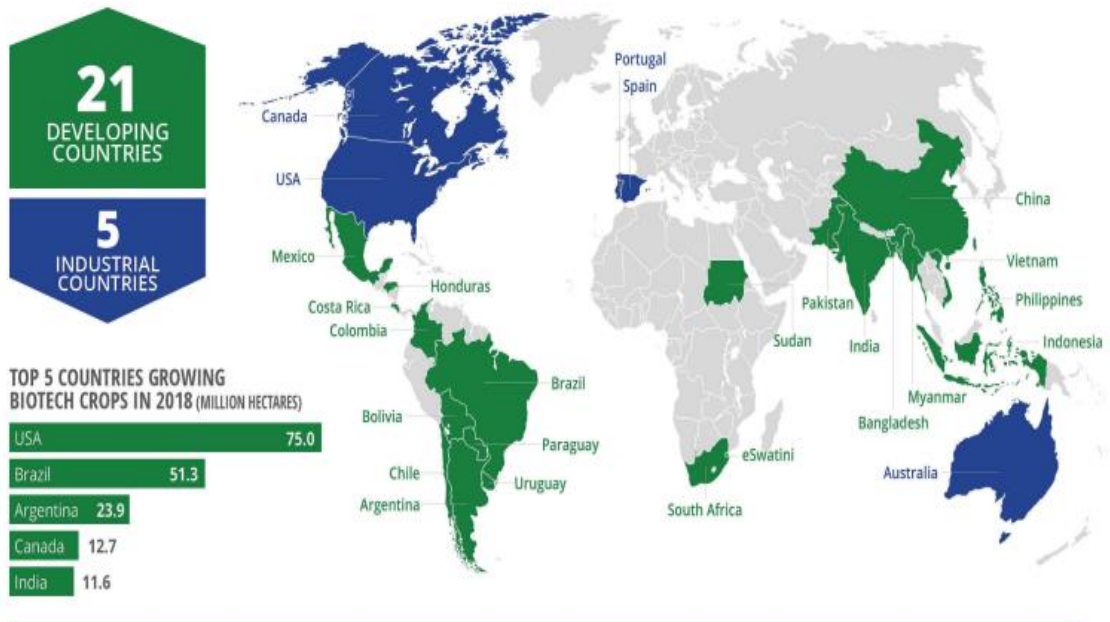 21
DEVELOPING
COUNTRIES
5
INDUSTRIAL
COUNTRIES
TOP 5 COUNTRIES GROWING
BIOTECH CROPS IN 2018 (MILLION HECTARES)
USA 75.0
Brazil 51.3
Argentina 23.9
Canada 12.7
India 11.6
Canada
USA
Mexico
Honduras
Costa Rica
Colombia
Brazil
Bolivia
Paraguay
Chile
Uruguay
Argentina
Portugal
Spain
Sudan
eSwatini
South Africa
China
Vietnam
Pakistan
Philippines
India
Indonesia
Myanmar
Bangladesh
Australia